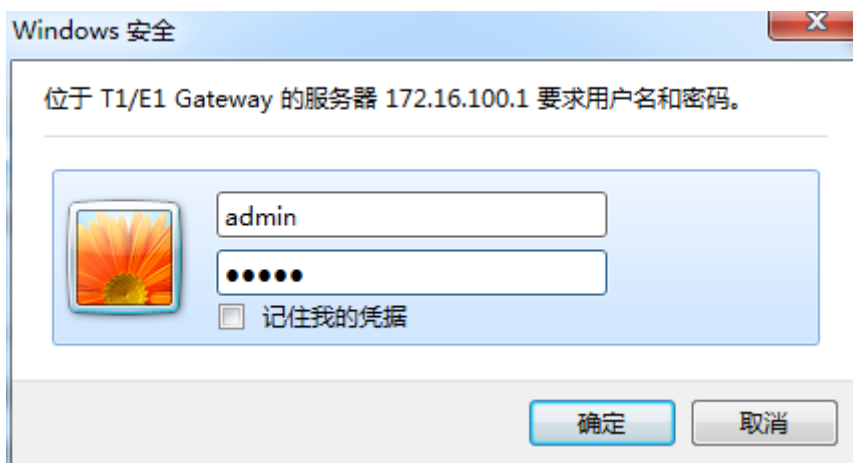 Windows 安全
位于 T1/E1 Gateway 的服务器 172.16.100.1 要求用户名和密码。
admin
●●●●●
记住我的凭据
确定
取消